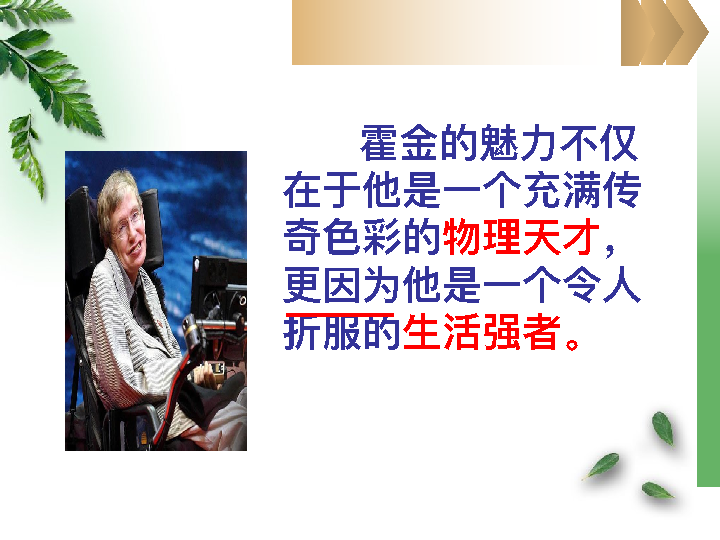 霍金的魅力不仅
在于他是一个充满传
奇色彩的物理天才，
更因为他是一个令人
折服的生活强者。